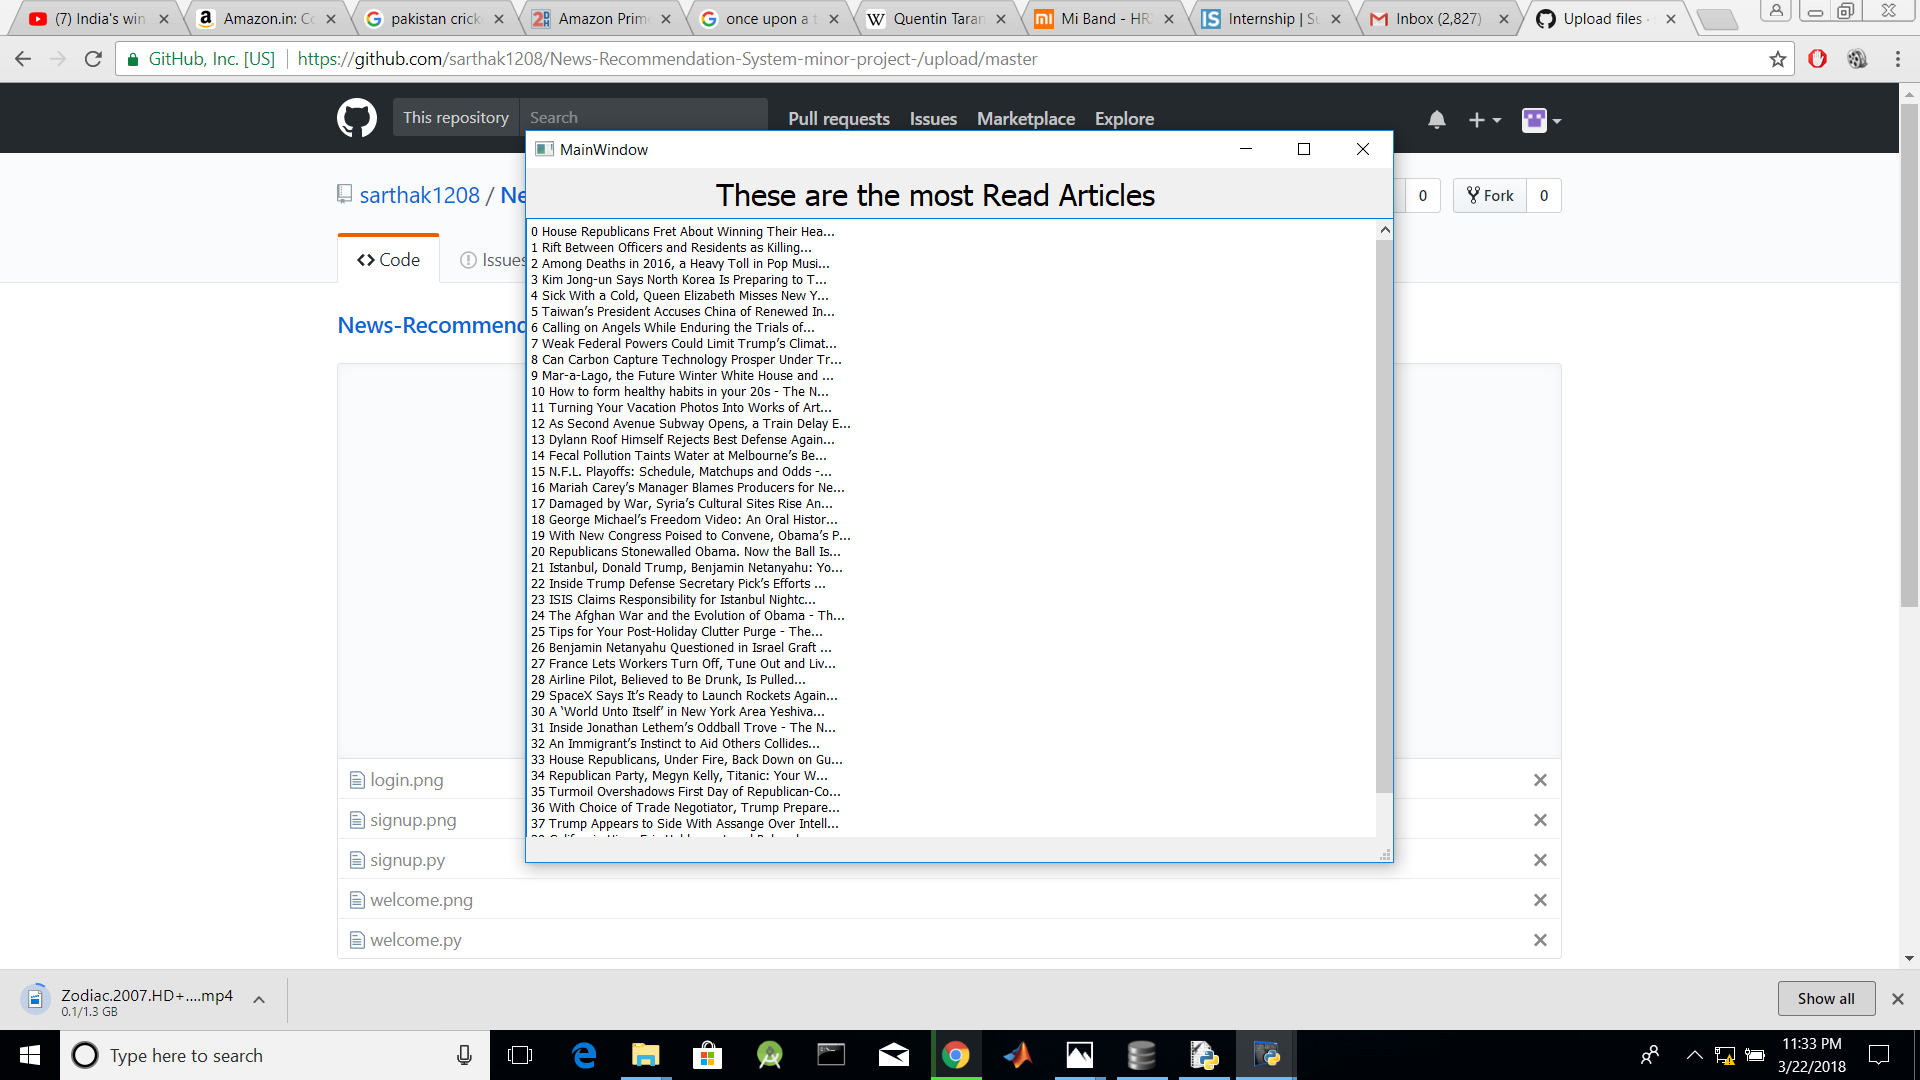 (7) India's win
Amazon.in: Co
pakistan crick
Amazon Prime
once upon a t
Quentin Taran
Mi Band - HR
Internship | Su
Inbox (2,827)
Upload files ·
GitHub, Inc. [US]
https://github.com/sarthak1208/News-Recommendation-System-minor-project-/upload/master
This repository
Search
Pull requests
Issues
Marketplace
Explore
sarthak1208 / Ne
0
Fork
0
Code
Issues
News-Recommend
MainWindow
These are the most Read Articles
0 House Republicans Fret About Winning Their Hea...
1 Rift Between Officers and Residents as Killing...
2 Among Deaths in 2016, a Heavy Toll in Pop Musi...
3 Kim Jong-un Says North Korea Is Preparing to T...
4 Sick With a Cold, Queen Elizabeth Misses New Y...
5 Taiwan’s President Accuses China of Renewed In...
6 Calling on Angels While Enduring the Trials of...
7 Weak Federal Powers Could Limit Trump’s Climat...
8 Can Carbon Capture Technology Prosper Under Tr...
9 Mar-a-Lago, the Future Winter White House and ...
10 How to form healthy habits in your 20s - The N...
11 Turning Your Vacation Photos Into Works of Art...
12 As Second Avenue Subway Opens, a Train Delay E...
13 Dylann Roof Himself Rejects Best Defense Again...
14 Fecal Pollution Taints Water at Melbourne’s Be...
15 N.F.L. Playoffs: Schedule, Matchups and Odds -...
16 Mariah Carey’s Manager Blames Producers for Ne...
17 Damaged by War, Syria’s Cultural Sites Rise An...
18 George Michael’s Freedom Video: An Oral Histor...
19 With New Congress Poised to Convene, Obama’s P...
20 Republicans Stonewalled Obama. Now the Ball Is...
21 Istanbul, Donald Trump, Benjamin Netanyahu: Yo...
22 Inside Trump Defense Secretary Pick’s Efforts ...
23 ISIS Claims Responsibility for Istanbul Nightc...
24 The Afghan War and the Evolution of Obama - Th...
25 Tips for Your Post-Holiday Clutter Purge - The...
26 Benjamin Netanyahu Questioned in Israel Graft ...
27 France Lets Workers Turn Off, Tune Out and Liv...
28 Airline Pilot, Believed to Be Drunk, Is Pulled...
29 SpaceX Says It’s Ready to Launch Rockets Again...
30 A ‘World Unto Itself’ in New York Area Yeshiva...
31 Inside Jonathan Lethem’s Oddball Trove - The N...
32 An Immigrant’s Instinct to Aid Others Collides...
33 House Republicans, Under Fire, Back Down on Gu...
34 Republican Party, Megyn Kelly, Titanic: Your W...
35 Turmoil Overshadows First Day of Republican-Co...
36 With Choice of Trade Negotiator, Trump Prepare...
37 Trump Appears to Side With Assange Over Intell...
login.png
signup.png
signup.py
welcome.png
welcome.py
Zodiac.2007.HD+....mp4
0.1/1.3 GB
Show all
Type here to search
11:33 PM
3/22/2018